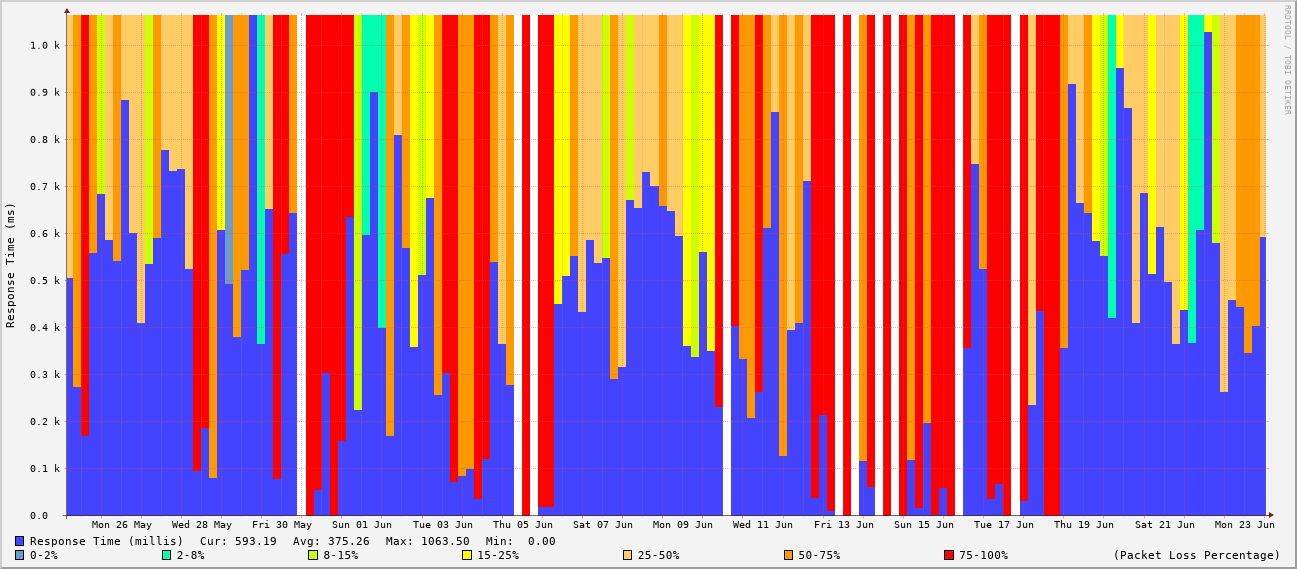 RRDTOOL / TOBI OETIKER
Response Time (ms)
1.0 k
0.9 k
0.8 k
0.7 k
0.6 k
0.5 k
0.4 k
0.3 k
0.2 k
0.1 k
0.0
Mon 26 May Wed 28 May Fri 30 May Sun 01 Jun Tue 03 Jun Thu 05 Jun Sat 07 Jun Mon 09 Jun Wed 11 Jun Fri 13 Jun Sun 15 Jun Tue 17 Jun Thu 19 Jun Sat 21 Jun Mon 23 Jun
Response Time (millis) Cur: 593.19 Avg: 375.26 Max: 1063.50 Min: 0.00
0-2% 2-8% 8-15% 15-25% 25-50% 50-75% 75-100% (Packet Loss Percentage)